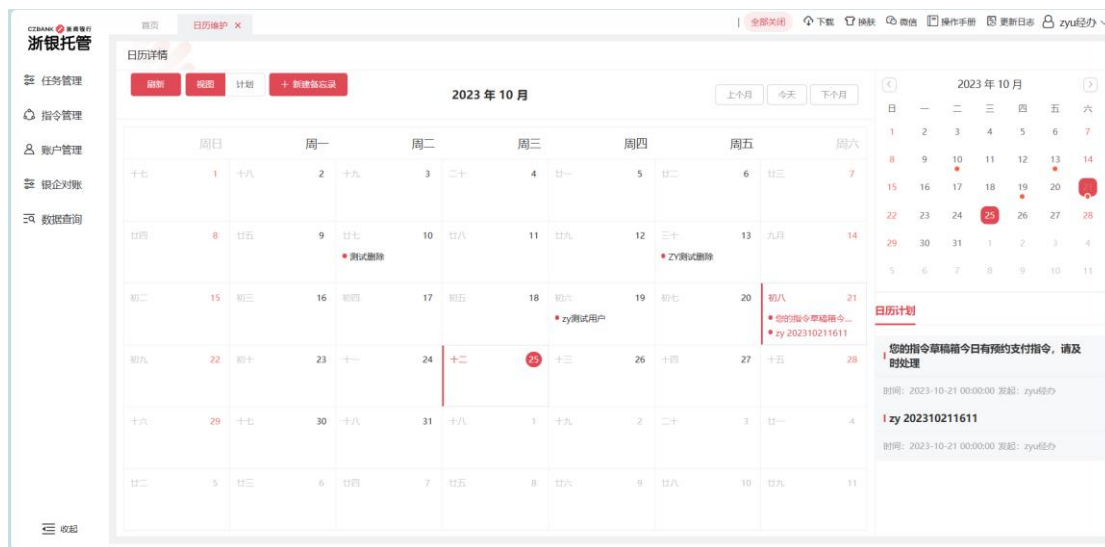 CZBANK 浙商银行
浙银托管
首页 日历维护 ×
全部关闭 下载 换肤 微信 操作手册 更新日志 zyu经办
任务管理
指令管理
账户管理
银企对账
数据查询
收起
日历详情
刷新 视图 计划 + 新建备忘录
2023 年 10 月
上个月 今天 下个月
周日 周一 周二 周三 周四 周五 周六
十七 1 十八 2 十九 3 二十 4 廿一 5 廿二 6 廿三 7
廿四 8 廿五 9 廿七 10 廿八 11 廿九 12 三十 13 九月 14
测试删除 ZY测试删除
初二 15 初三 16 初四 17 初五 18 初六 19 初七 20 初八 21
zy测试用户 您的指令草稿箱今...
zy 202310211611
初九 22 初十 23 十一 24 十二 25 十三 26 十四 27 十五 28
十六 29 十七 30 十八 31 十八 1 十九 2 二十 3 廿一 4
廿二 5 廿三 6 廿四 7 廿五 8 廿六 9 廿八 10 廿九 11
2023 年 10 月
日 一 二 三 四 五 六
1 2 3 4 5 6 7
8 9 10 11 12 13 14
15 16 17 18 19 20 21
22 23 24 25 26 27 28
29 30 31 1 2 3 4
5 6 7 8 9 10 11
日历计划
您的指令草稿箱今日有预约支付指令，请及
时处理
时间：2023-10-21 00:00:00 发起：zyu经办
zy 202310211611
时间：2023-10-21 00:00:00 发起：zyu经办